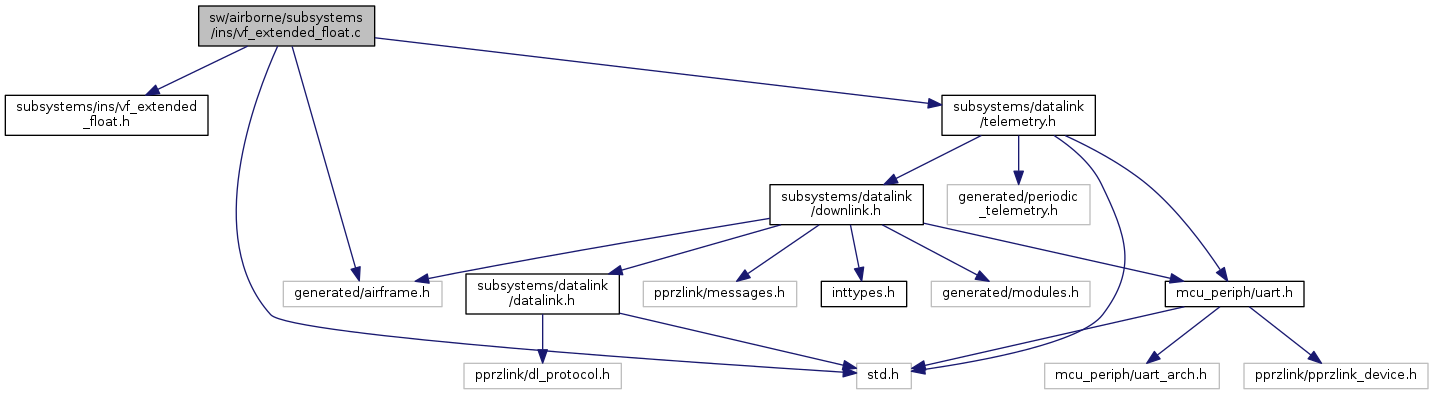 sw/airborne/subsystems
/ins/vf_extended_float.c
subsystems/ins/vf_extended
_float.h
subsystems/datalink
/telemetry.h
subsystems/datalink
/downlink.h
generated/periodic
_telemetry.h
generated/airframe.h
subsystems/datalink
/datalink.h
pprzlink/messages.h
inttypes.h
generated/modules.h
mcu_periph/uart.h
pprzlink/dl_protocol.h
std.h
mcu_periph/uart_arch.h
pprzlink/pprzlink_device.h